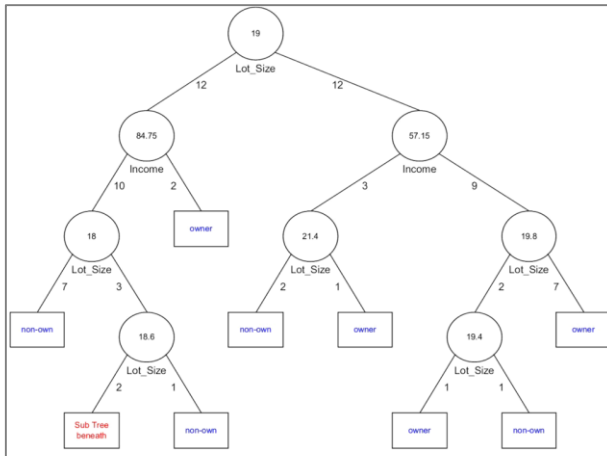 19
Lot_Size
12
12
84.75
57.15
Income
Income
10
2
3
9
18
owner
21.4
19.8
Lot_Size
Lot_Size
Lot_Size
7
3
2
1
2
7
non-own
18.6
non-own
owner
19.4
owner
Lot_Size
Lot_Size
2
1
1
1
Sub Tree
beneath
non-own
owner
non-own